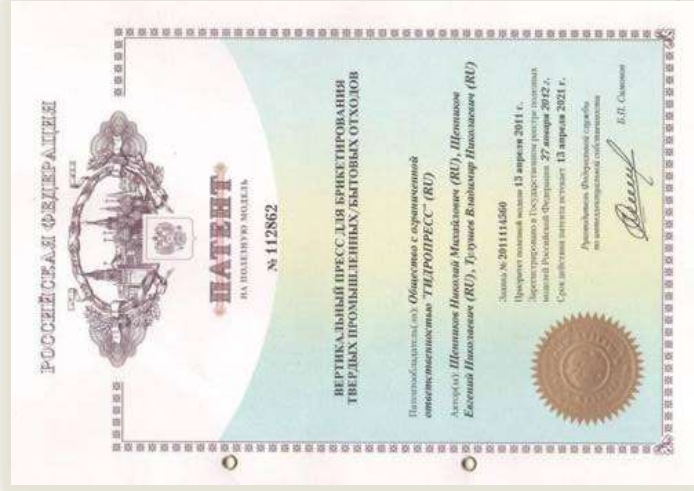 РОССИЙСКАЯ ФЕДЕРАЦИЯ
ПАТЕНТ
НА ПОЛЕЗНУЮ МОДЕЛЬ
№ 112862
ВЕРТИКАЛЬНЫЙ ПРЕСС ДЛЯ БРИКЕТИРОВАНИЯ
ТВЕРДЫХ ПРОМЫШЛЕННЫХ/БЫТОВЫХ ОТХОДОВ
Патентообладатель(ли): Общество с ограниченной
ответственностью "ГИДРОПРЕСС" (RU)
Автор(ы): Щенников Николай Михайлович (RU), Щенников
Евгений Николаевич (RU), Тулушев Владимир Николаевич (RU)
Заявка № 2011114560
Приоритет полезной модели 13 апреля 2011 г.
Зарегистрировано в Государственном реестре полезных
моделей Российской Федерации 27 января 2012 г.
Срок действия патента истекает 13 апреля 2021 г.
Руководитель Федеральной службы
по интеллектуальной собственности
Б.П. Симонов